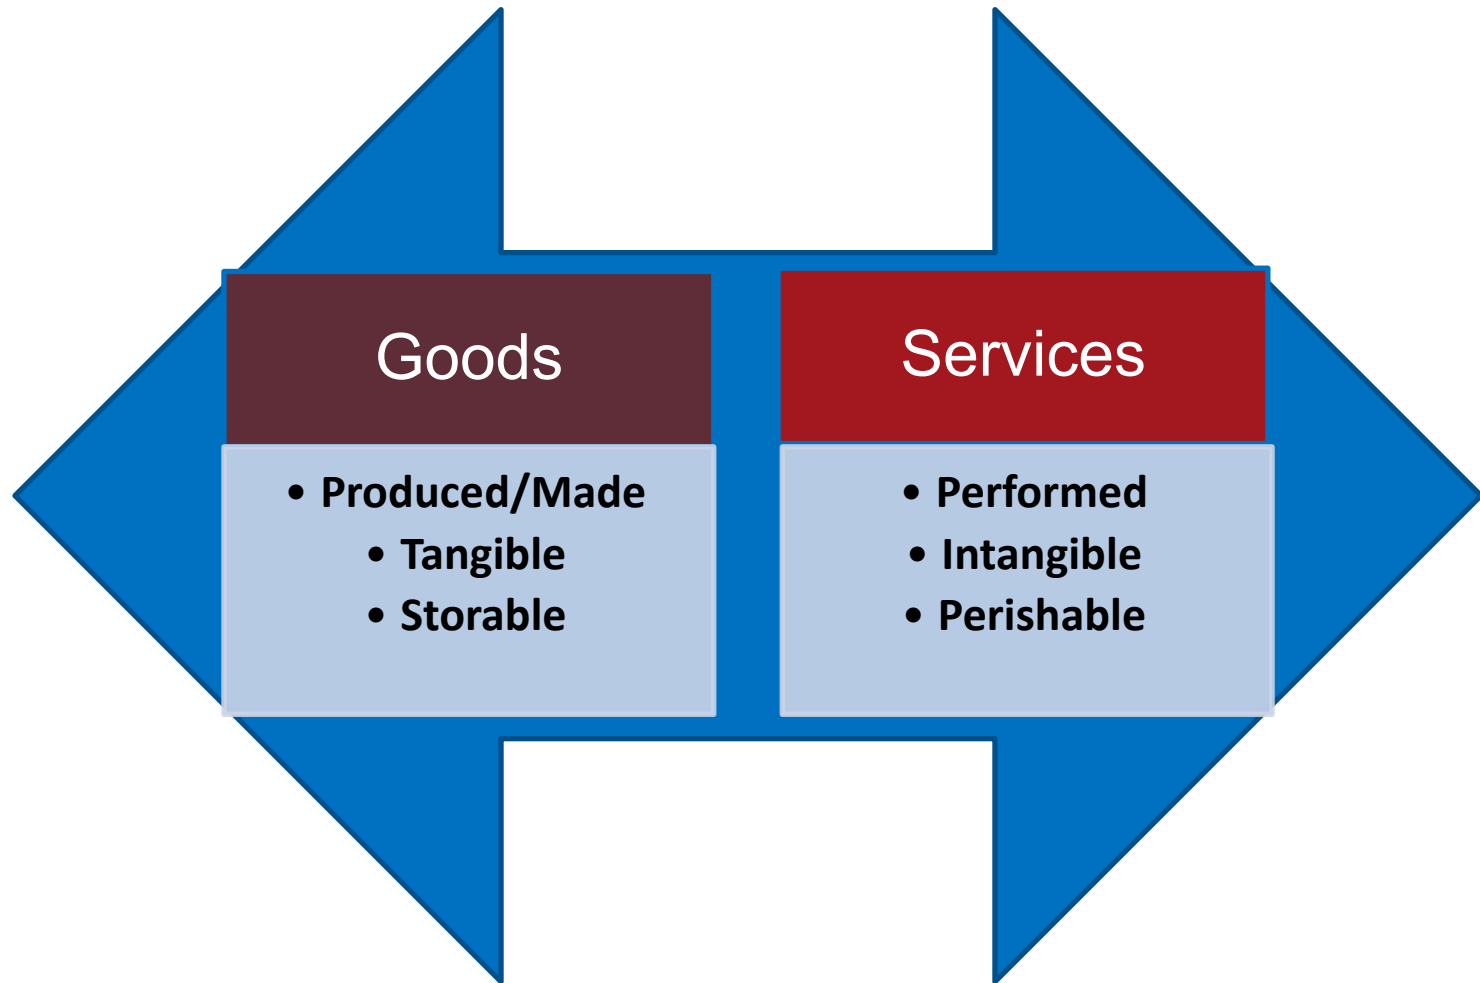 Goods
• Produced/Made
• Tangible
• Storable
Services
• Performed
• Intangible
• Perishable